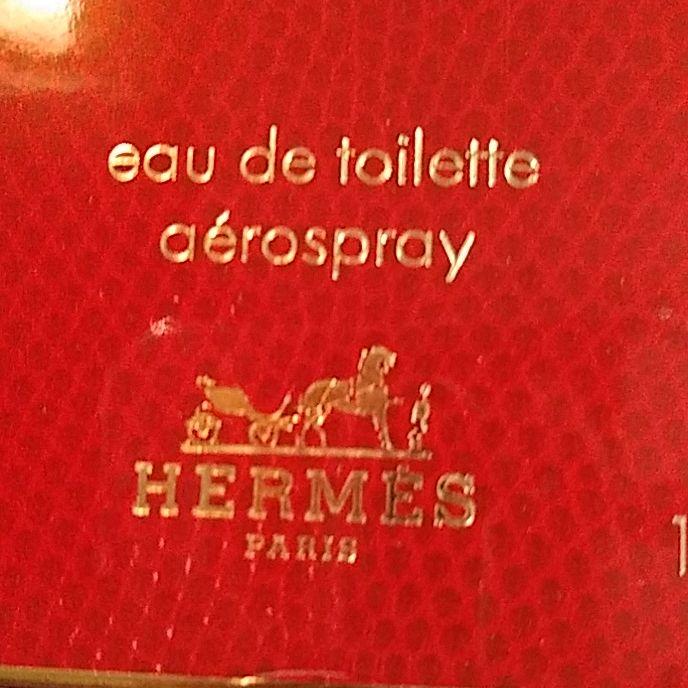 eau de toilette
aérospray
HERMÈS
PARIS